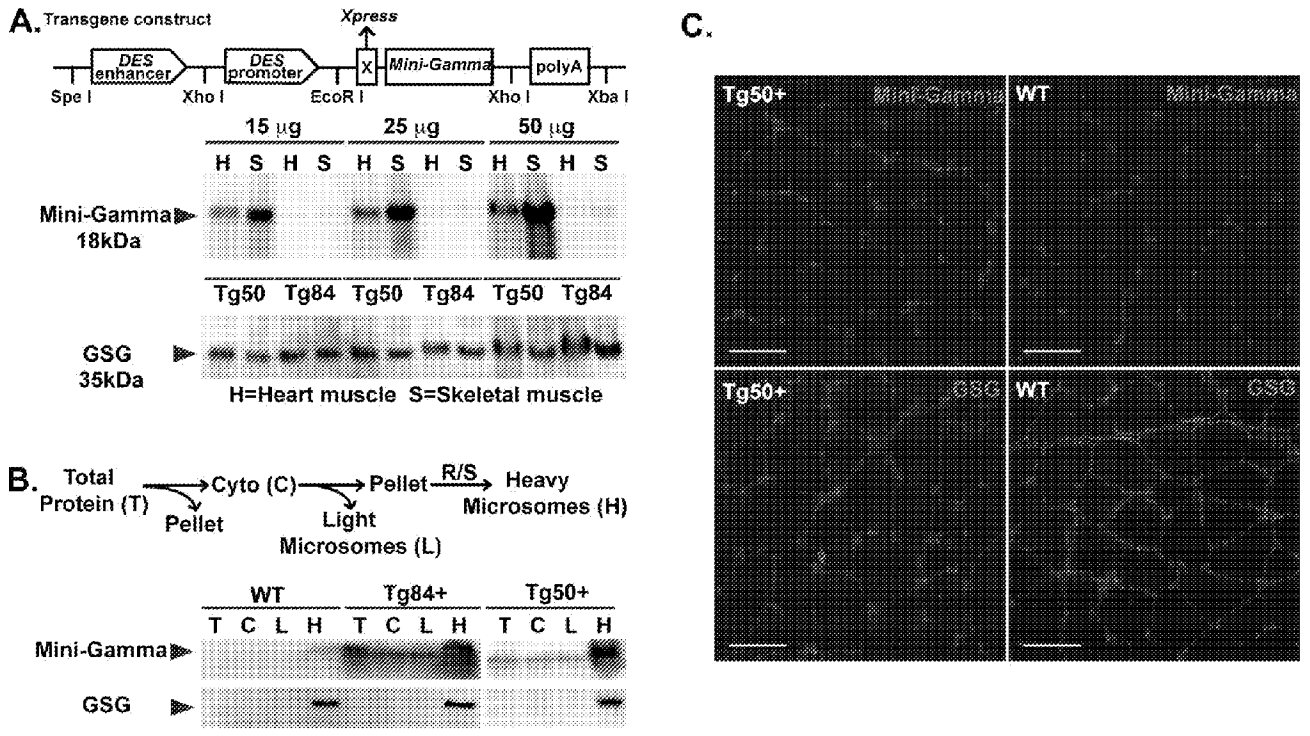 A. Transgene construct
Xpress
DES enhancer
DES promoter
X
Mini-Gamma
polyA
Spe I Xho I EcoR I Xho I Xba I
15 µg 25 µg 50 µg
H S H S H S H S H S H S
Mini-Gamma
18kDa
Tg50 Tg84 Tg50 Tg84 Tg50 Tg84
GSG
35kDa
H=Heart muscle S=Skeletal muscle
B. Total Protein (T)
Pellet
Cyto (C)
Light Microsomes (L)
Pellet
R/S
Heavy Microsomes (H)
WT Tg84+ Tg50+
T C L H T C L H T C L H
Mini-Gamma
GSG
C.
Tg50+ Mini-Gamma
WT Mini-Gamma
Tg50+ GSG
WT GSG